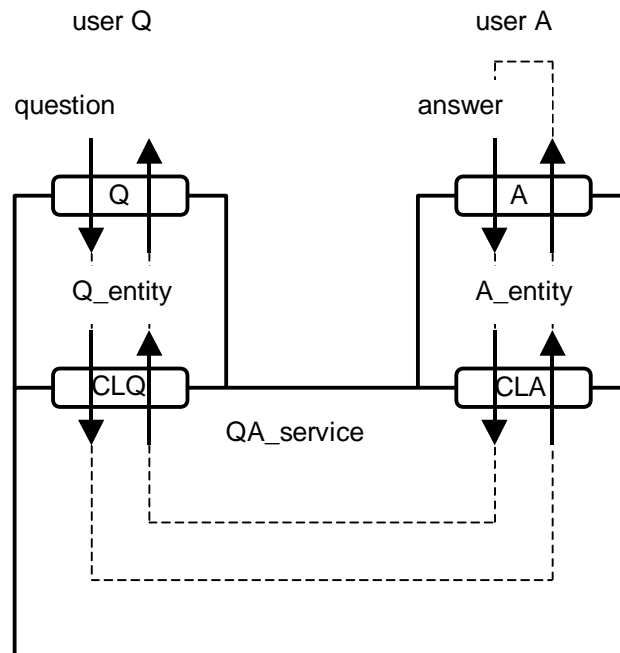 user Q
user A
question
answer
Q
A
Q_entity
A_entity
CLQ
CLA
QA_service